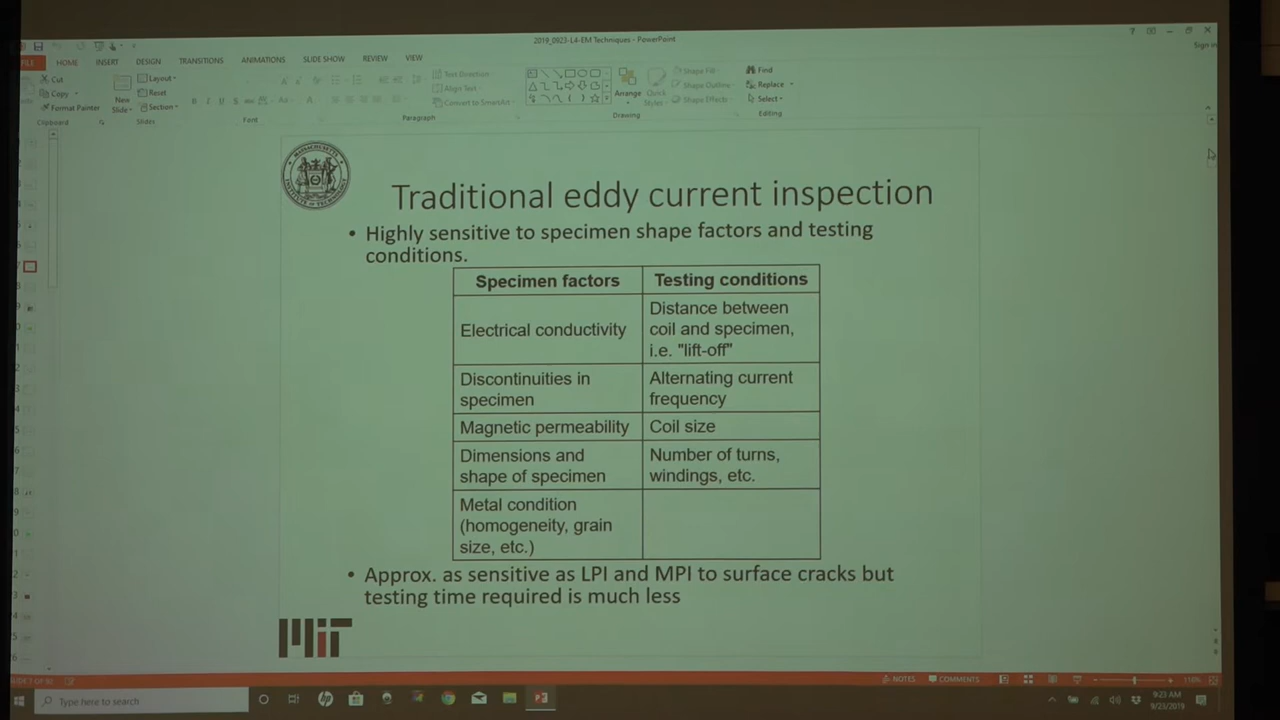 2019_0923-L4-EM Techniques - PowerPoint
Sign in
FILE HOME INSERT DESIGN TRANSITIONS ANIMATIONS SLIDE SHOW REVIEW VIEW
Cut
Copy
Format Painter
Clipboard
New
Slide
Layout
Reset
Section
Slides
Font
Text Direction
Align Text
Convert to SmartArt
Paragraph
Arrange
Quick
Styles
Shape Fill
Shape Outline
Shape Effects
Drawing
Find
Replace
Select
Editing
Traditional eddy current inspection
• Highly sensitive to specimen shape factors and testing
conditions.
Specimen factors
Testing conditions
Electrical conductivity
Distance between
coil and specimen,
i.e. "lift-off"
Discontinuities in
specimen
Alternating current
frequency
Magnetic permeability
Coil size
Dimensions and
shape of specimen
Number of turns,
windings, etc.
Metal condition
(homogeneity, grain
size, etc.)
• Approx. as sensitive as LPI and MPI to surface cracks but
testing time required is much less
MIT
NOTES
COMMENTS
110%
Type here to search
9:23 AM
9/23/2019